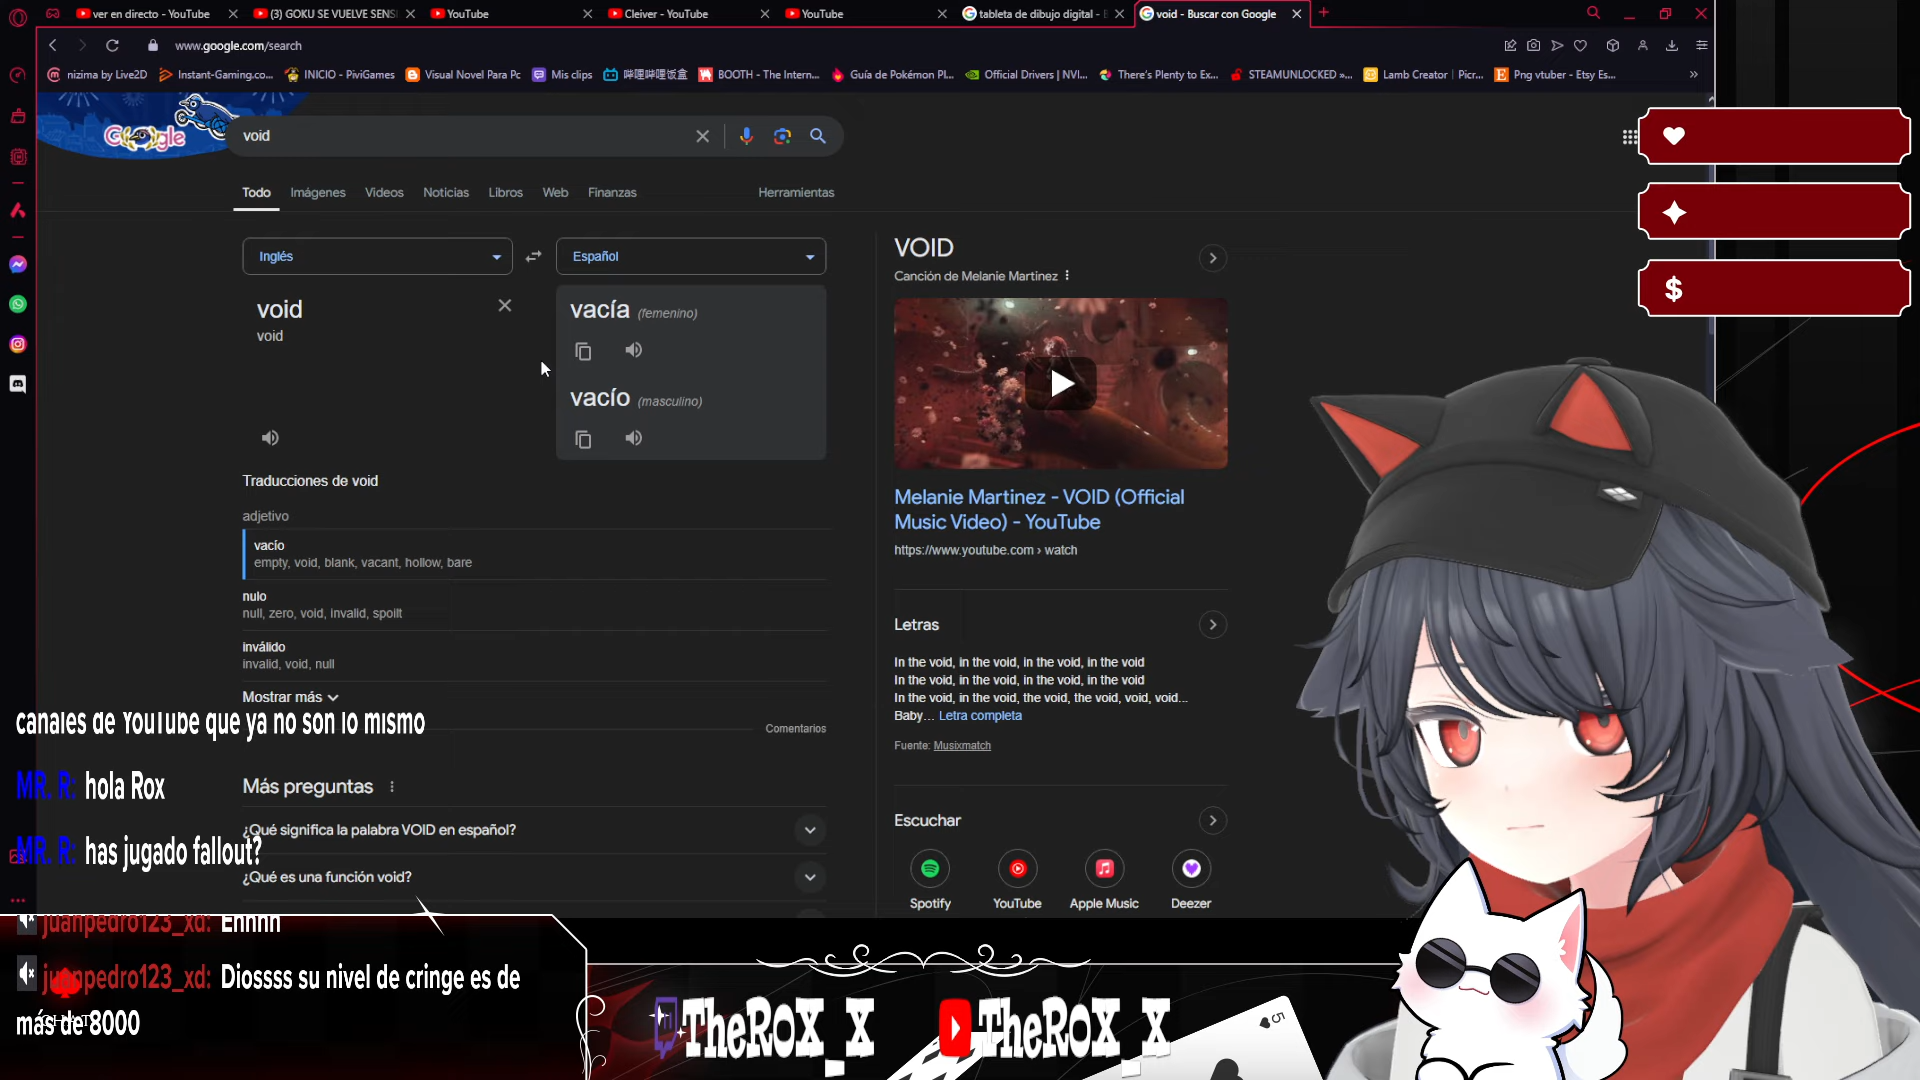 ver en directo - YouTube
(3) GOKU SE VUELVE SENS
YouTube
Cleiver - YouTube
YouTube
tableta de dibujo digital -
void - Buscar con Google
www.google.com/search
nizima by Live2D
Instant-Gaming.co...
INICIO - PiviGames
Visual Novel Para Pc
Mis clips
哔哩哔哩饭盒
BOOTH - The Intern...
Guía de Pokémon Pl...
Official Drivers | NVI...
There's Plenty to Ex...
STEAMUNLOCKED »...
Lamb Creator | Picr...
Png vtuber - Etsy Es...
»
Google
void
Todo
Imágenes
Videos
Noticias
Libros
Web
Finanzas
Herramientas
Inglés
Español
void
void
vacía (femenino)
vacío (masculino)
Traducciones de void
adjetivo
vacío
empty, void, blank, vacant, hollow, bare
nulo
null, zero, void, invalid, spoilt
inválido
invalid, void, null
Mostrar más
Comentarios
Más preguntas
¿Qué significa la palabra VOID en español?
¿Qué es una función void?
VOID
Canción de Melanie Martinez
Melanie Martinez - VOID (Official
Music Video) - YouTube
https://www.youtube.com › watch
Letras
In the void, in the void, in the void, in the void
In the void, in the void, in the void, in the void
In the void, in the void, the void, the void, void, void...
Baby... Letra completa
Fuente: Musixmatch
Escuchar
Spotify
YouTube
Apple Music
Deezer
$
canales de YouTube que ya no son lo mismo
MR. R: hola Rox
MR. R: has jugado fallout?
juanpedro123_xd: Ennnn
juanpedro123_xd: Diossss su nivel de cringe es de
más de 8000
TheROX_X
TheROX_X
5